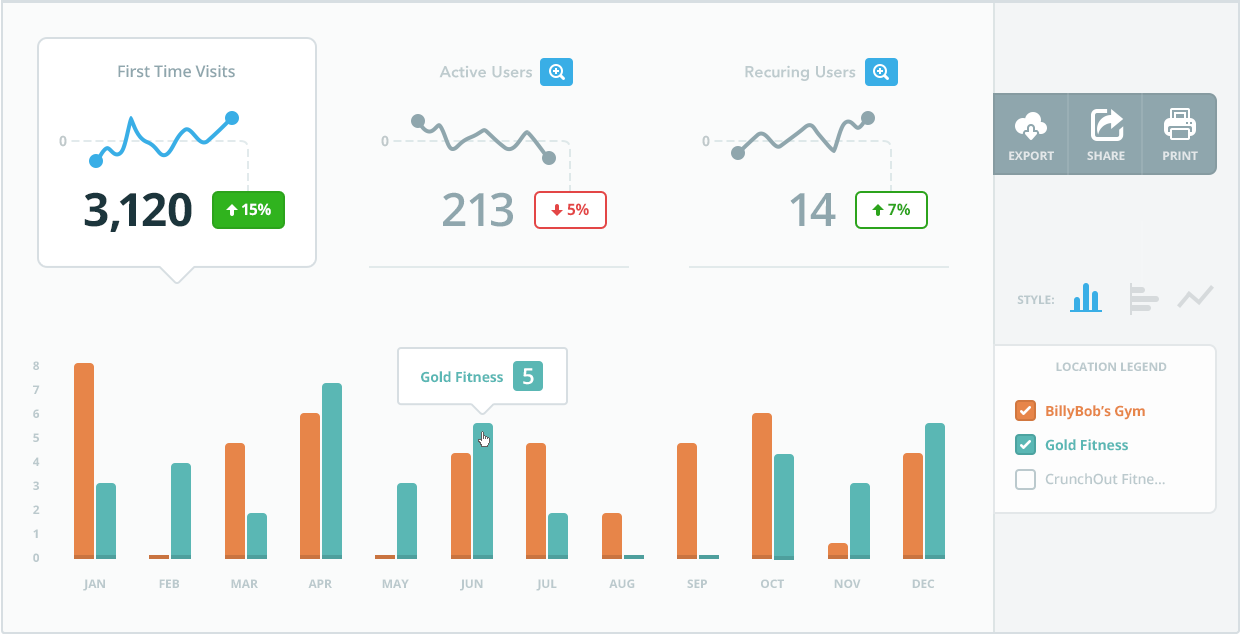 First Time Visits
Active Users
Recuring Users
0
0
0
3,120
15%
213
5%
14
7%
EXPORT
SHARE
PRINT
STYLE:
LOCATION LEGEND
BillyBob's Gym
Gold Fitness
CrunchOut Fitne...
Gold Fitness 5
8
7
6
5
4
3
2
1
0
JAN FEB MAR APR MAY JUN JUL AUG SEP OCT NOV DEC